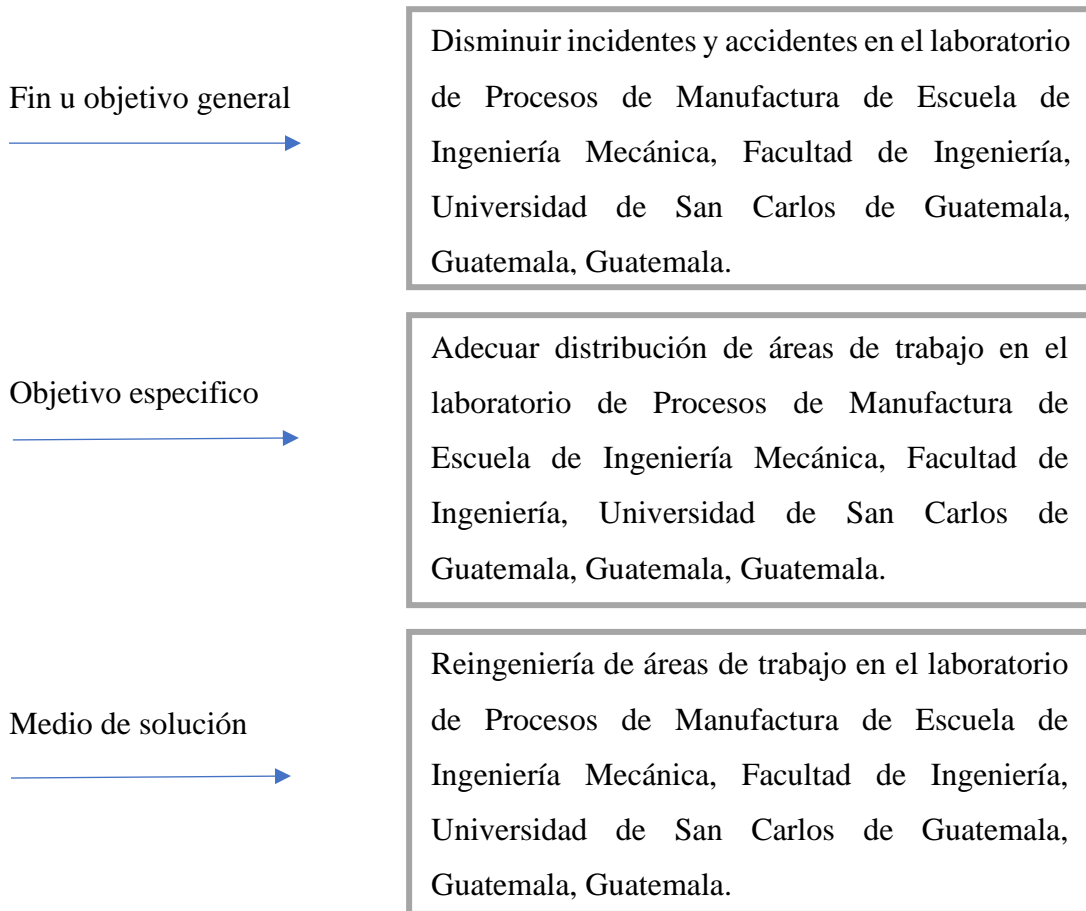 Fin u objetivo general
Disminuir incidentes y accidentes en el laboratorio
de Procesos de Manufactura de Escuela de
Ingeniería Mecánica, Facultad de Ingeniería,
Universidad de San Carlos de Guatemala,
Guatemala, Guatemala.
Objetivo especifico
Adecuar distribución de áreas de trabajo en el
laboratorio de Procesos de Manufactura de
Escuela de Ingeniería Mecánica, Facultad de
Ingeniería, Universidad de San Carlos de
Guatemala, Guatemala, Guatemala.
Medio de solución
Reingeniería de áreas de trabajo en el laboratorio
de Procesos de Manufactura de Escuela de
Ingeniería Mecánica, Facultad de Ingeniería,
Universidad de San Carlos de Guatemala,
Guatemala, Guatemala.